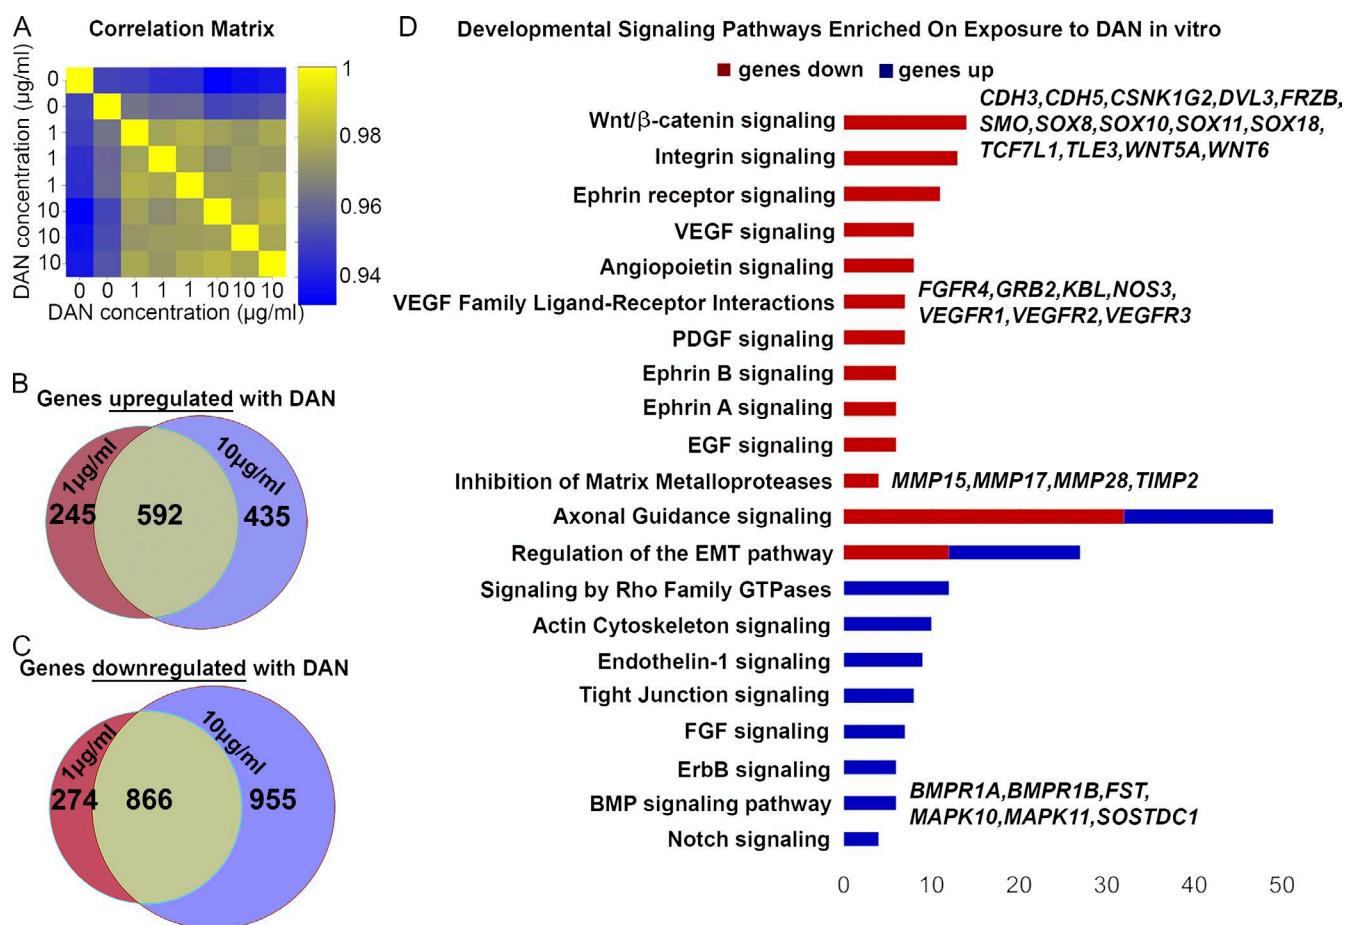 A
Correlation Matrix
DAN concentration (µg/ml)
0
0
1
1
1
10
10
10
0 0 1 1 1 10 10 10
DAN concentration (µg/ml)
1
0.98
0.96
0.94
B
Genes upregulated with DAN
1µg/ml
10µg/ml
245
592
435
C
Genes downregulated with DAN
1µg/ml
10µg/ml
274
866
955
D
Developmental Signaling Pathways Enriched On Exposure to DAN in vitro
genes down genes up
Wnt/β-catenin signaling
CDH3,CDH5,CSNK1G2,DVL3,FRZB,
SMO,SOX8,SOX10,SOX11,SOX18,
TCF7L1,TLE3,WNT5A,WNT6
Integrin signaling
Ephrin receptor signaling
VEGF signaling
Angiopoietin signaling
VEGF Family Ligand-Receptor Interactions
FGFR4,GRB2,KBL,NOS3,
VEGFR1,VEGFR2,VEGFR3
PDGF signaling
Ephrin B signaling
Ephrin A signaling
EGF signaling
Inhibition of Matrix Metalloproteases
MMP15,MMP17,MMP28,TIMP2
Axonal Guidance signaling
Regulation of the EMT pathway
Signaling by Rho Family GTPases
Actin Cytoskeleton signaling
Endothelin-1 signaling
Tight Junction signaling
FGF signaling
ErbB signaling
BMP signaling pathway
BMPR1A,BMPR1B,FST,
MAPK10,MAPK11,SOSTDC1
Notch signaling
0 10 20 30 40 50